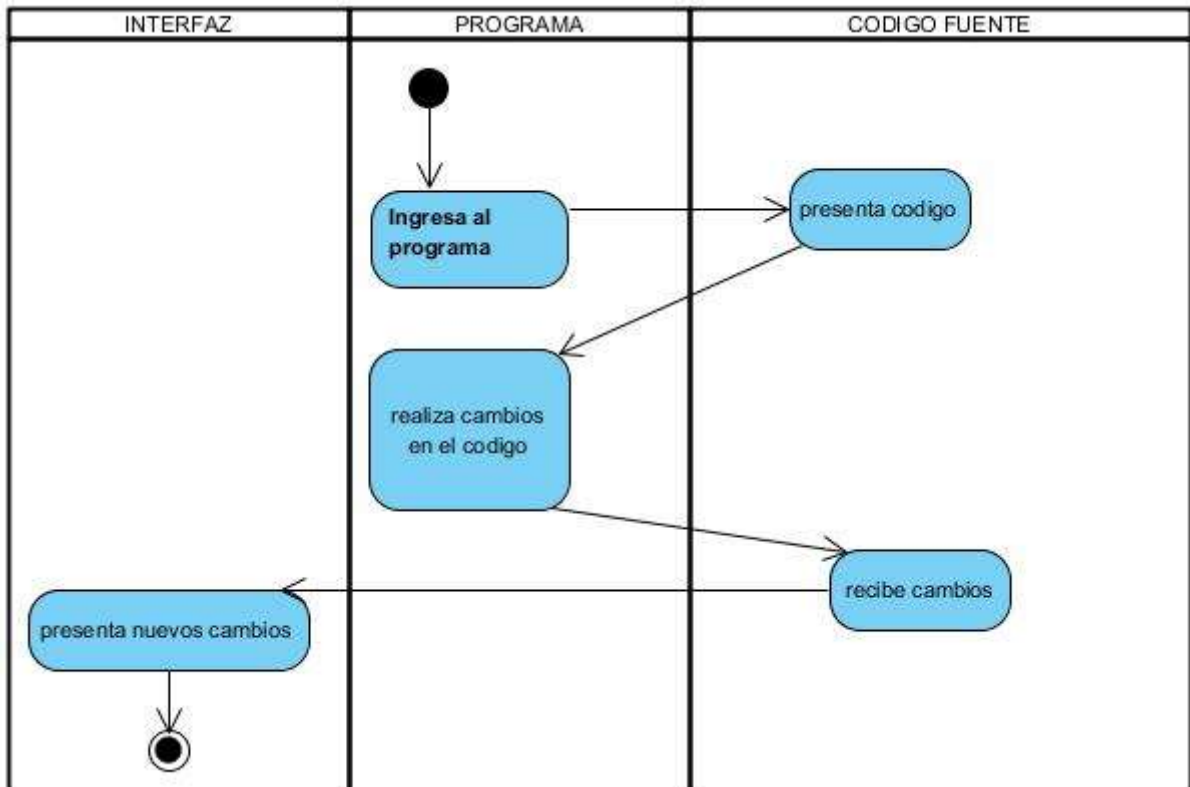 INTERFAZ
PROGRAMA
CODIGO FUENTE
Ingresa al
programa
presenta codigo
realiza cambios
en el codigo
recibe cambios
presenta nuevos cambios